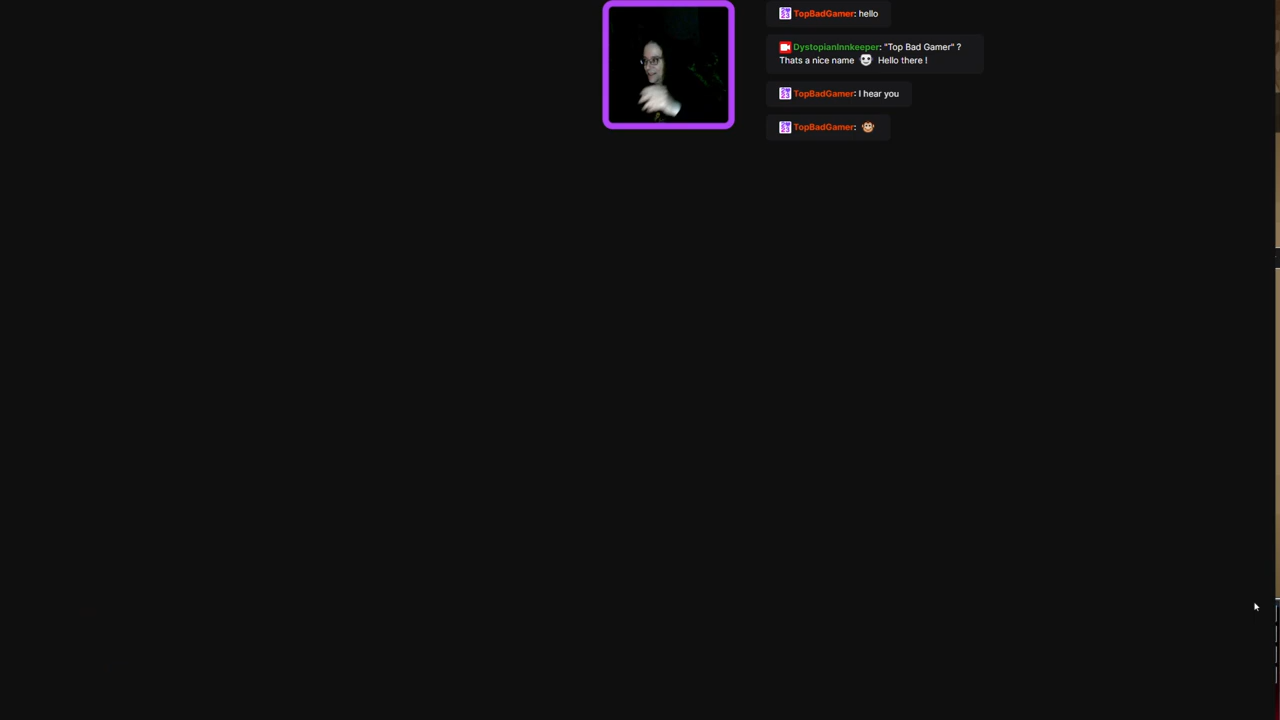 TopBadGamer: hello
DystopianInnkeeper: "Top Bad Gamer" ?
Thats a nice name Hello there !
TopBadGamer: I hear you
TopBadGamer: